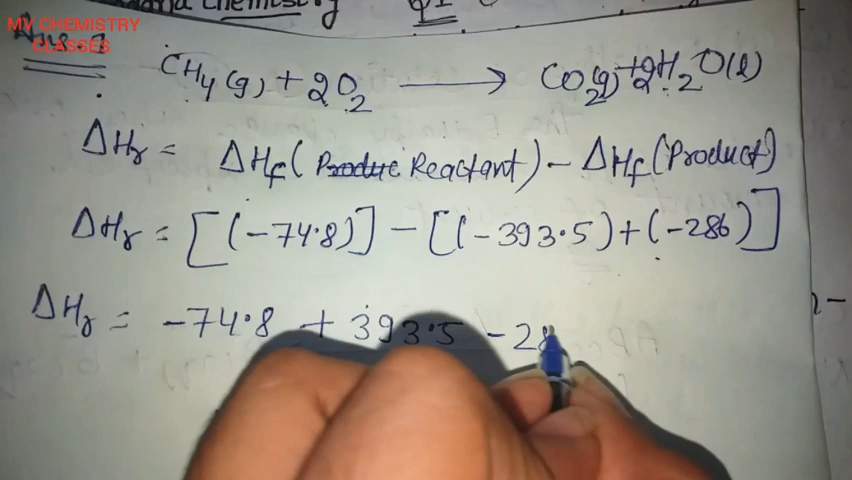 Chemistry
MY CHEMISTRY
CLASSES
CH4(g) + 2O2 ⟶ CO2(g) + 2H2O(l)
ΔHr = ΔHf( Produc Reactant) - ΔHf(Product)
ΔHr = [(-74.8)] - [(-393.5) + (-286)]
ΔHr = -74.8 + 393.5 - 28